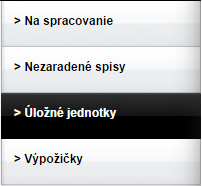 > Na spracovanie
> Nezaradené spisy
> Úložné jednotky
> Výpožičky